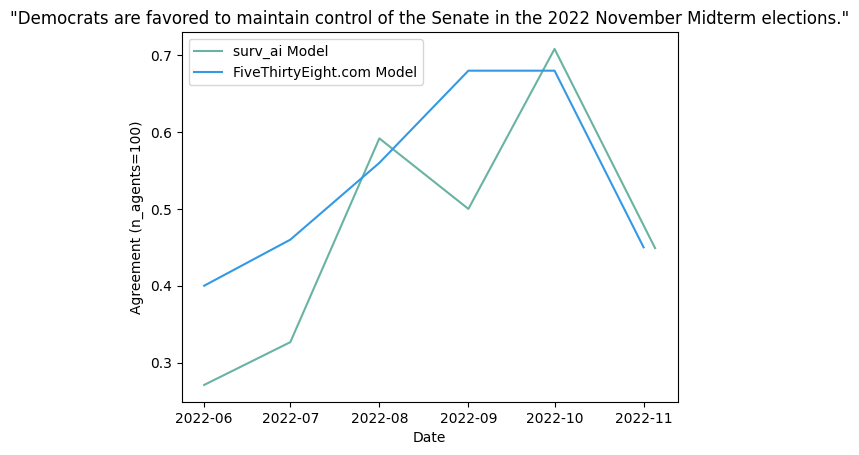 "Democrats are favored to maintain control of the Senate in the 2022 November Midterm elections."
surv_ai Model
FiveThirtyEight.com Model
Agreement (n_agents=100)
0.7
0.6
0.5
0.4
0.3
2022-06 2022-07 2022-08 2022-09 2022-10 2022-11
Date